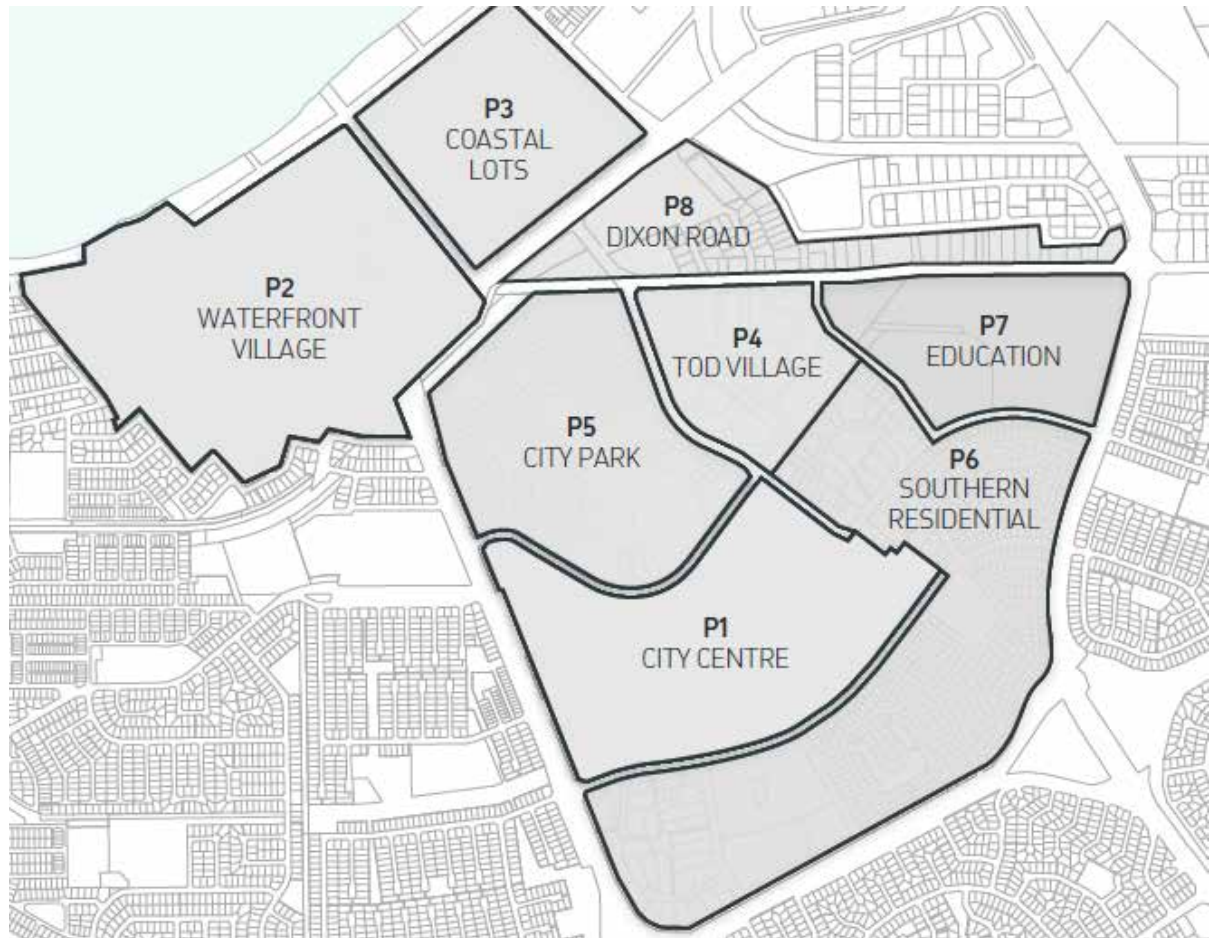 P3
COASTAL
LOTS
P8
DIXON ROAD
P2
WATERFRONT
VILLAGE
P4
TOD VILLAGE
P7
EDUCATION
P5
CITY PARK
P6
SOUTHERN
RESIDENTIAL
P1
CITY CENTRE